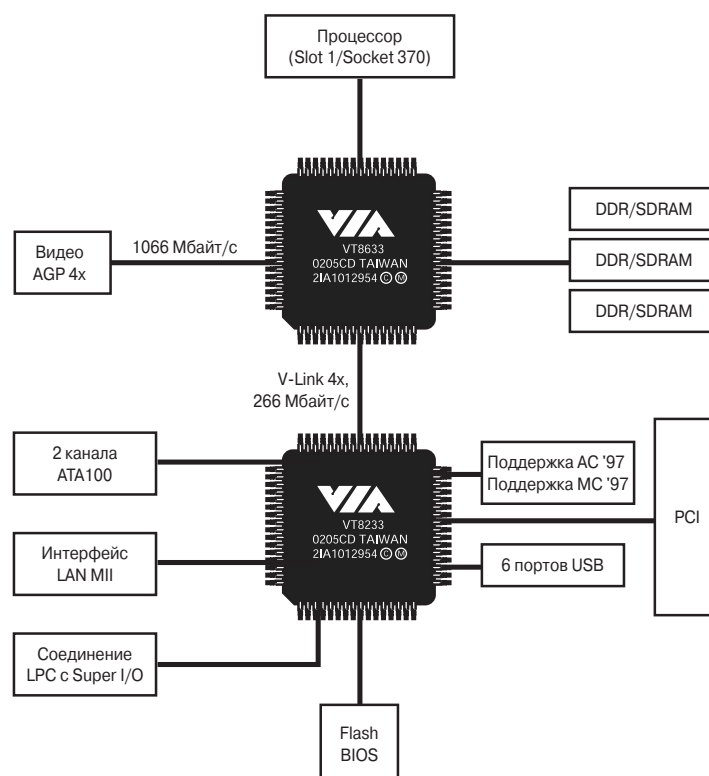 Процессор
(Slot 1/Socket 370)
VIA
VT8633
0205CD TAIWAN
2IA1012954 Ⓒ Ⓜ
Видео
AGP 4x
1066 Мбайт/с
DDR/SDRAM
DDR/SDRAM
DDR/SDRAM
V-Link 4x,
266 Мбайт/с
2 канала
ATA100
Интерфейс
LAN MII
Соединение
LPC с Super I/O
VIA
VT8233
0205CD TAIWAN
2IA1012954 Ⓒ Ⓜ
Поддержка AC '97
Поддержка MC '97
6 портов USB
PCI
Flash
BIOS